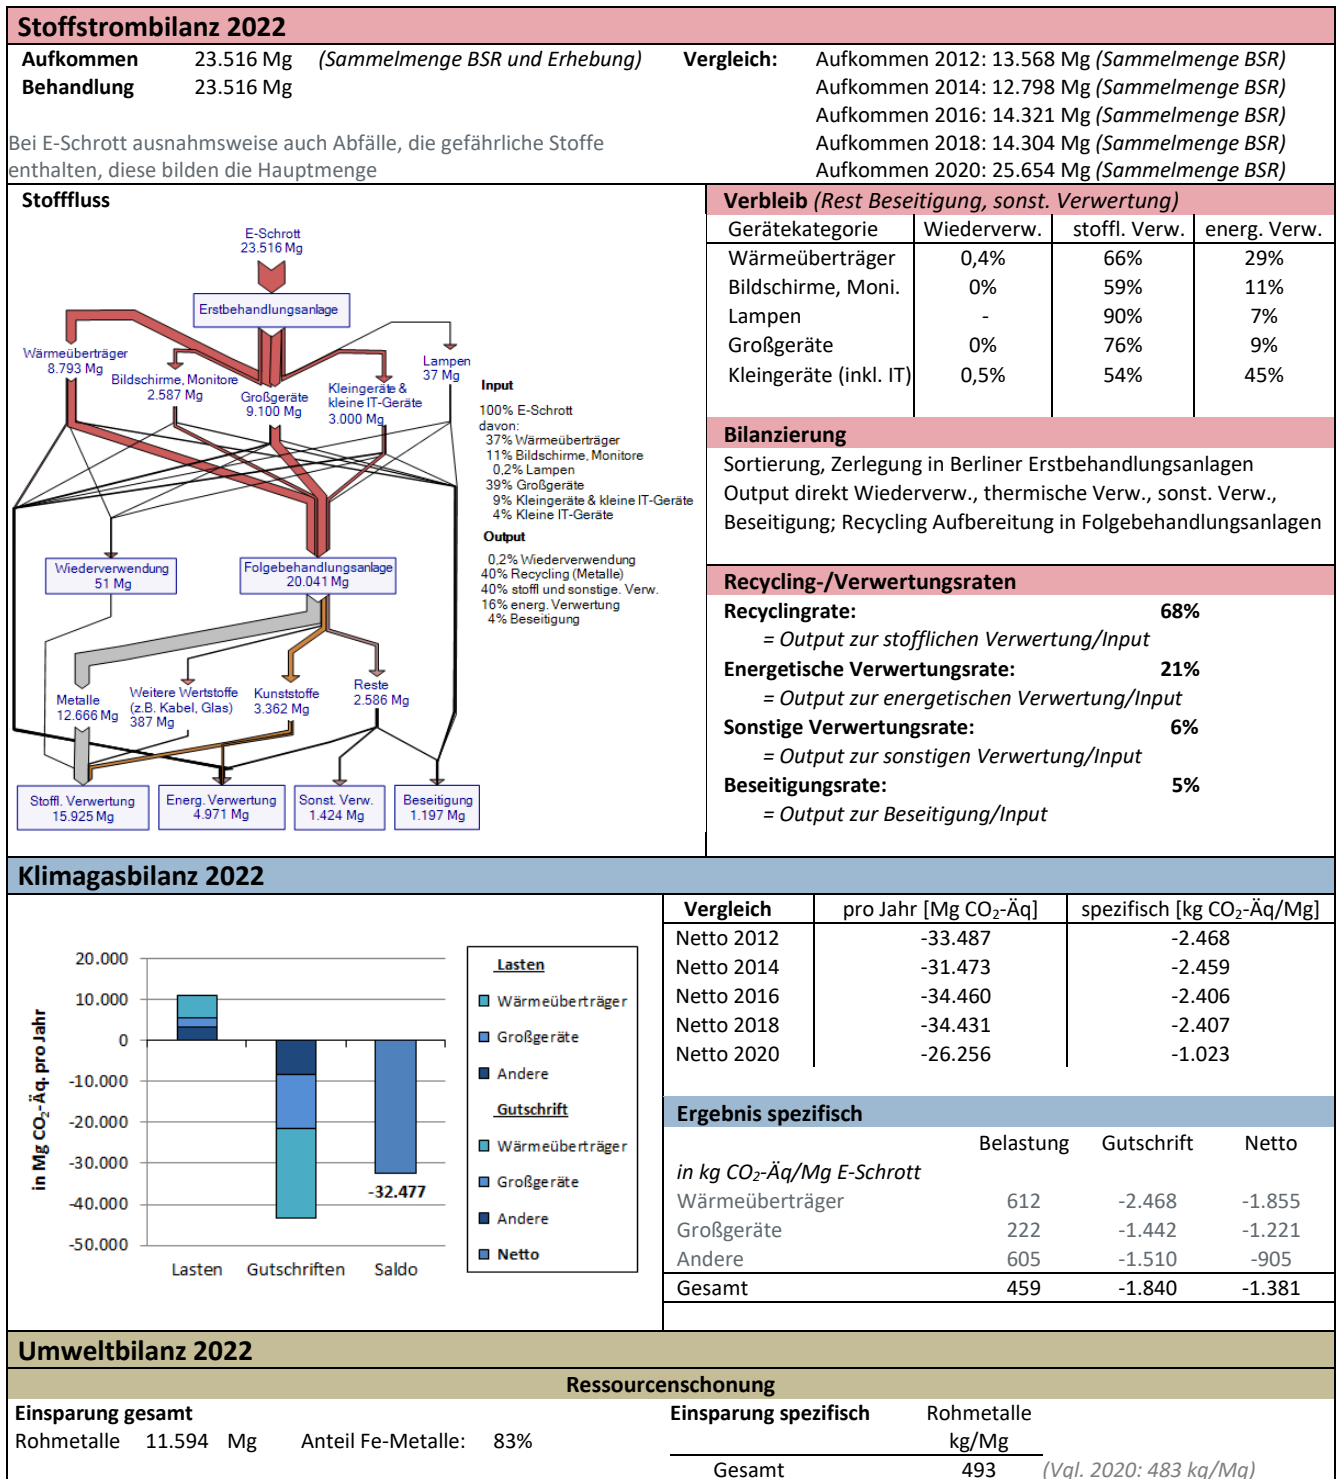 Stoffstrombilanz 2022
Aufkommen 23.516 Mg (Sammelmenge BSR und Erhebung)
Behandlung 23.516 Mg
Bei E-Schrott ausnahmsweise auch Abfälle, die gefährliche Stoffe
enthalten, diese bilden die Hauptmenge
Vergleich: Aufkommen 2012: 13.568 Mg (Sammelmenge BSR)
Aufkommen 2014: 12.798 Mg (Sammelmenge BSR)
Aufkommen 2016: 14.321 Mg (Sammelmenge BSR)
Aufkommen 2018: 14.304 Mg (Sammelmenge BSR)
Aufkommen 2020: 25.654 Mg (Sammelmenge BSR)
Stofffluss
E-Schrott
23.516 Mg
Erstbehandlungsanlage
Wärmeüberträger
8.793 Mg
Bildschirme, Monitore
2.587 Mg
Großgeräte
9.100 Mg
Kleingeräte &
kleine IT-Geräte
3.000 Mg
Lampen
37 Mg
Input
100% E-Schrott
davon:
37% Wärmeüberträger
11% Bildschirme, Monitore
0,2% Lampen
39% Großgeräte
9% Kleingeräte & kleine IT-Geräte
4% Kleine IT-Geräte
Output
0,2% Wiederverwendung
40% Recycling (Metalle)
40% stoffl und sonstige. Verw.
16% energ. Verwertung
4% Beseitigung
Wiederverwendung
51 Mg
Folgebehandlungsanlage
20.041 Mg
Metalle
12.666 Mg
Weitere Wertstoffe
(z.B. Kabel, Glas)
387 Mg
Kunststoffe
3.362 Mg
Reste
2.586 Mg
Stoffl. Verwertung
15.925 Mg
Energ. Verwertung
4.971 Mg
Sonst. Verw.
1.424 Mg
Beseitigung
1.197 Mg
Verbleib (Rest Beseitigung, sonst. Verwertung)
Gerätekategorie Wiederverw. stoffl. Verw. energ. Verw.
Wärmeüberträger 0,4% 66% 29%
Bildschirme, Moni. 0% 59% 11%
Lampen - 90% 7%
Großgeräte 0% 76% 9%
Kleingeräte (inkl. IT) 0,5% 54% 45%
Bilanzierung
Sortierung, Zerlegung in Berliner Erstbehandlungsanlagen
Output direkt Wiederverw., thermische Verw., sonst. Verw.,
Beseitigung; Recycling Aufbereitung in Folgebehandlungsanlagen
Recycling-/Verwertungsraten
Recyclingrate: 68%
= Output zur stofflichen Verwertung/Input
Energetische Verwertungsrate: 21%
= Output zur energetischen Verwertung/Input
Sonstige Verwertungsrate: 6%
= Output zur sonstigen Verwertung/Input
Beseitigungsrate: 5%
= Output zur Beseitigung/Input
Klimagasbilanz 2022
in Mg CO₂-Äq. pro Jahr
20.000
10.000
0
-10.000
-20.000
-30.000
-40.000
-50.000
-32.477
Lasten Gutschriften Saldo
Lasten
Wärmeüberträger
Großgeräte
Andere
Gutschrift
Wärmeüberträger
Großgeräte
Andere
Netto
Vergleich pro Jahr [Mg CO₂-Äq] spezifisch [kg CO₂-Äq/Mg]
Netto 2012 -33.487 -2.468
Netto 2014 -31.473 -2.459
Netto 2016 -34.460 -2.406
Netto 2018 -34.431 -2.407
Netto 2020 -26.256 -1.023
Ergebnis spezifisch
Belastung Gutschrift Netto
in kg CO₂-Äq/Mg E-Schrott
Wärmeüberträger 612 -2.468 -1.855
Großgeräte 222 -1.442 -1.221
Andere 605 -1.510 -905
Gesamt 459 -1.840 -1.381
Umweltbilanz 2022
Ressourcenschonung
Einsparung gesamt
Rohmetalle 11.594 Mg Anteil Fe-Metalle: 83%
Einsparung spezifisch Rohmetalle
kg/Mg
Gesamt 493 (Vgl. 2020: 483 kg/Mg)